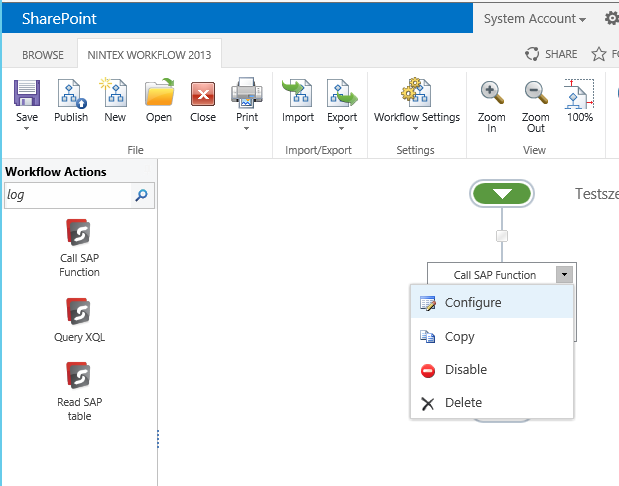 SharePoint
System Account
BROWSE
NINTEX WORKFLOW 2013
SHARE
Save
Publish
New
Open
Close
Print
Import
Export
Workflow Settings
Zoom In
Zoom Out
100%
File
Import/Export
Settings
View
Workflow Actions
log
Call SAP
Function
Query XQL
Read SAP
table
Testsze
Call SAP Function
Configure
Copy
Disable
Delete